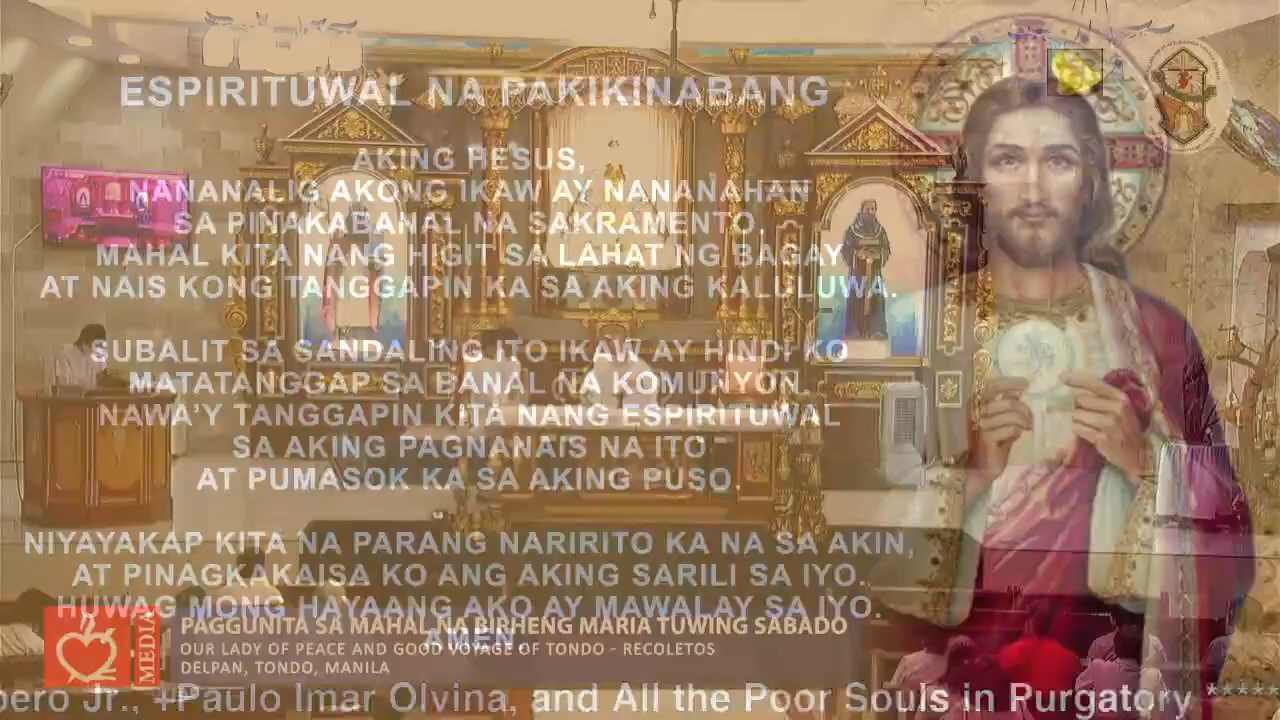 ESPIRITUWAL NA PAKIKINABANG
AKING HESUS,
NANANALIG AKONG IKAW AY NANANAHAN
SA PINAKABANAL NA SAKRAMENTO.
MAHAL KITA NANG HIGIT SA LAHAT NG BAGAY
AT NAIS KONG TANGGAPIN KA SA AKING KALULUWA.
SUBALIT SA SANDALING ITO IKAW AY HINDI KO
MATATANGGAP SA BANAL NA KOMUNYON,
NAWA'Y TANGGAPIN KITA NANG ESPIRITUWAL
SA AKING PAGNANAIS NA ITO
AT PUMASOK KA SA AKING PUSO.
NIYAYAKAP KITA NA PARANG NARIRITO KA NA SA AKIN,
AT PINAGKAKAISA KO ANG AKING SARILI SA IYO.
HUWAG MONG HAYAANG AKO AY MAWALAY SA IYO.
AMEN.
MEDIA
PAGGUNITA SA MAHAL NA BIRHENG MARIA TUWING SABADO
OUR LADY OF PEACE AND GOOD VOYAGE OF TONDO - RECOLETOS
DELPAN, TONDO, MANILA
pero Jr., +Paulo Imar Olvina, and All the Poor Souls in Purgatory *****